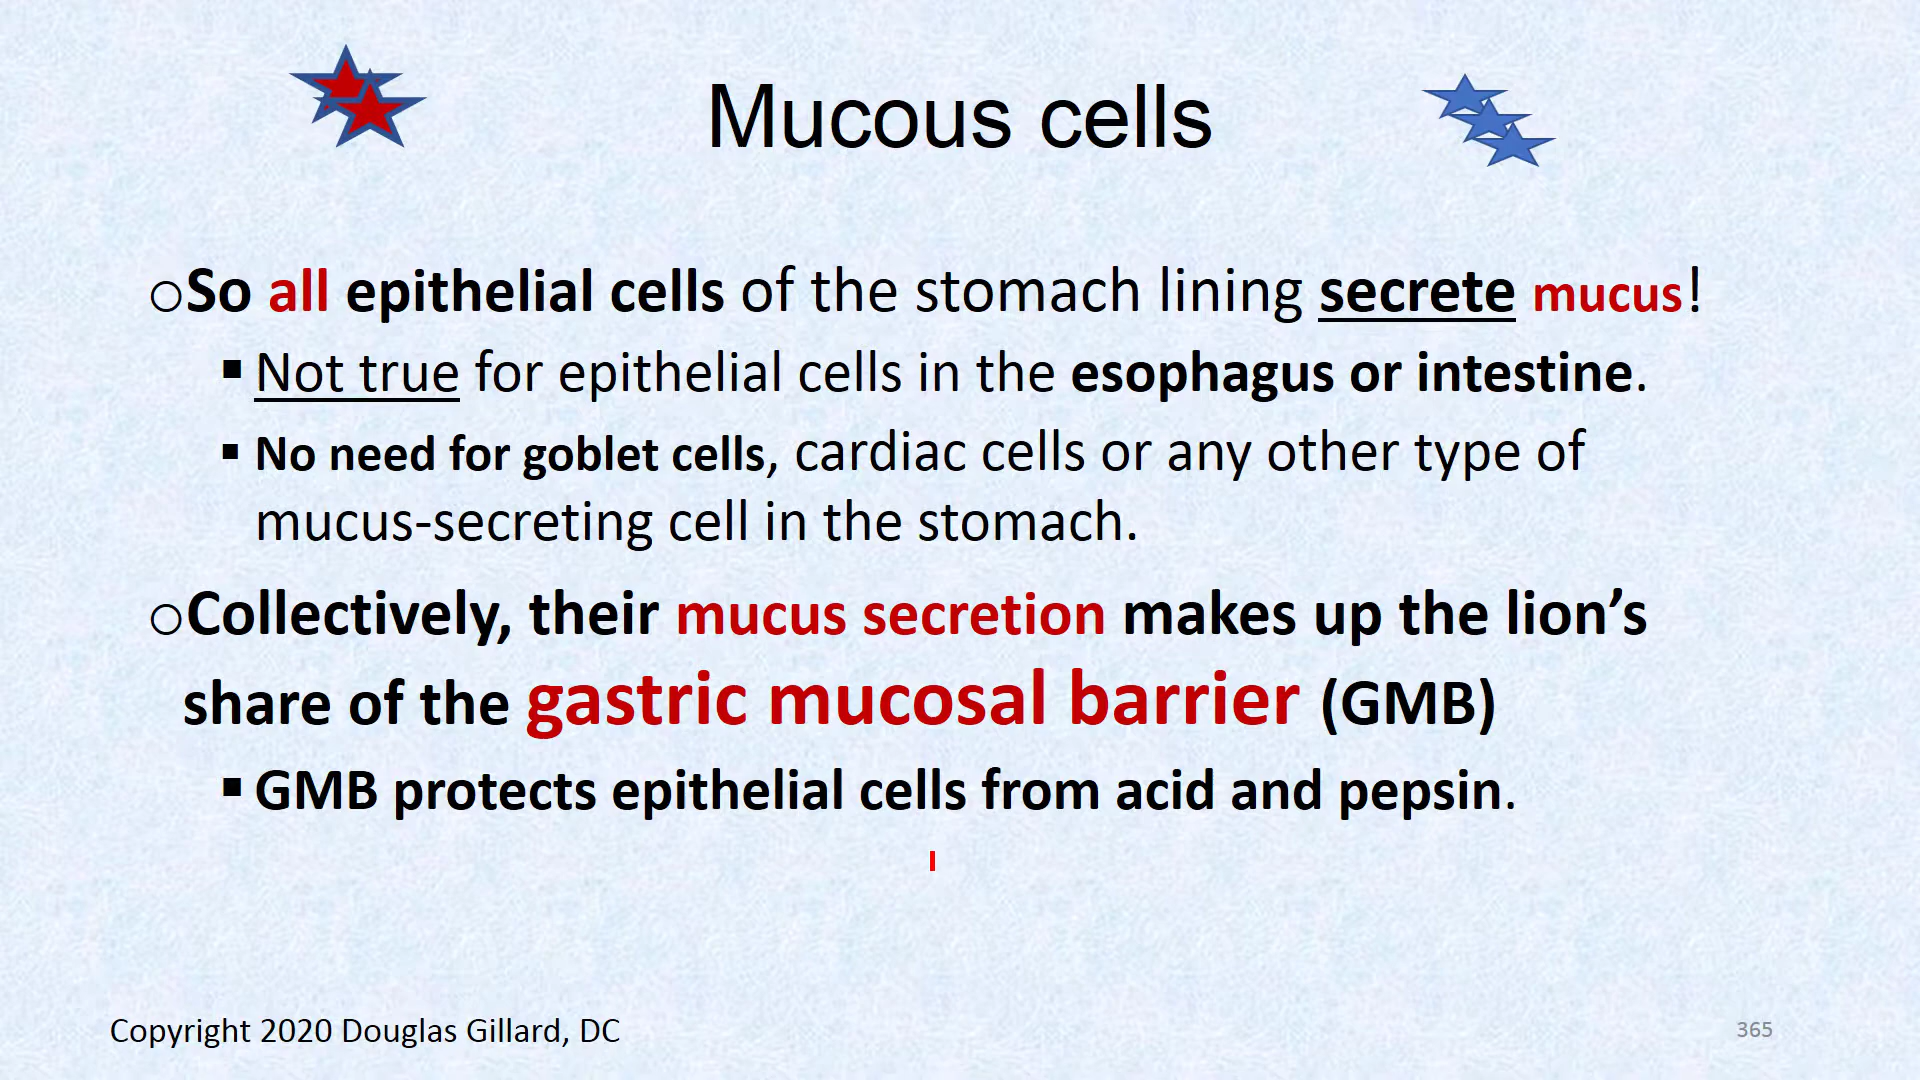 Mucous cells
So all epithelial cells of the stomach lining secrete mucus!
Not true for epithelial cells in the esophagus or intestine.
No need for goblet cells, cardiac cells or any other type of
mucus-secreting cell in the stomach.
Collectively, their mucus secretion makes up the lion’s
share of the gastric mucosal barrier (GMB)
GMB protects epithelial cells from acid and pepsin.
Copyright 2020 Douglas Gillard, DC
365